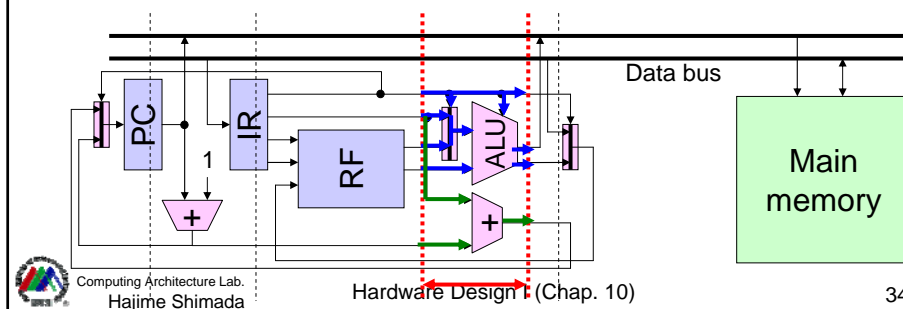 Data bus
PC
IR
1
RF
ALU
+
+
Main
memory
Computing Architecture Lab.
Hajime Shimada
Hardware Design I (Chap. 10)
34